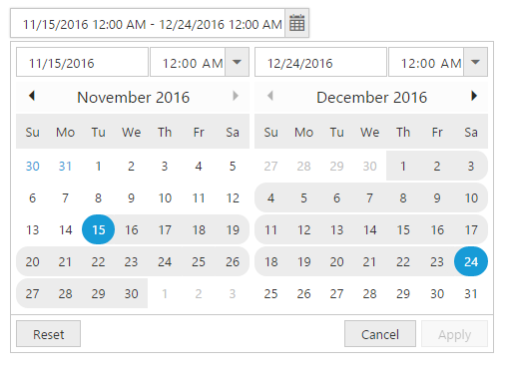 11/15/2016 12:00 AM - 12/24/2016 12:00 AM
11/15/2016 12:00 AM 12/24/2016 12:00 AM
November 2016 December 2016
Su Mo Tu We Th Fr Sa Su Mo Tu We Th Fr Sa
30 31 1 2 3 4 5 27 28 29 30 1 2 3
6 7 8 9 10 11 12 4 5 6 7 8 9 10
13 14 15 16 17 18 19 11 12 13 14 15 16 17
20 21 22 23 24 25 26 18 19 20 21 22 23 24
27 28 29 30 1 2 3 25 26 27 28 29 30 31
Reset Cancel Apply